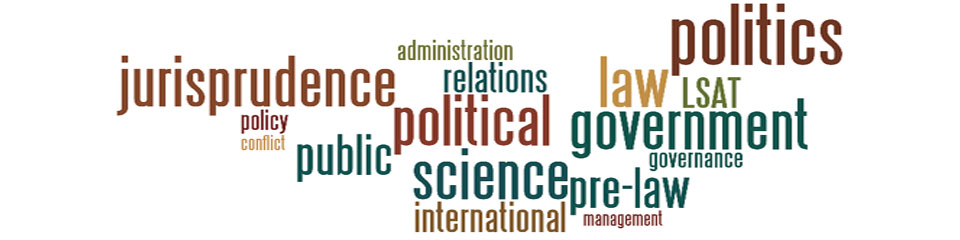 politics
administration
jurisprudence
relations
law
LSAT
policy
political
government
conflict
public
governance
science
pre-law
international
management